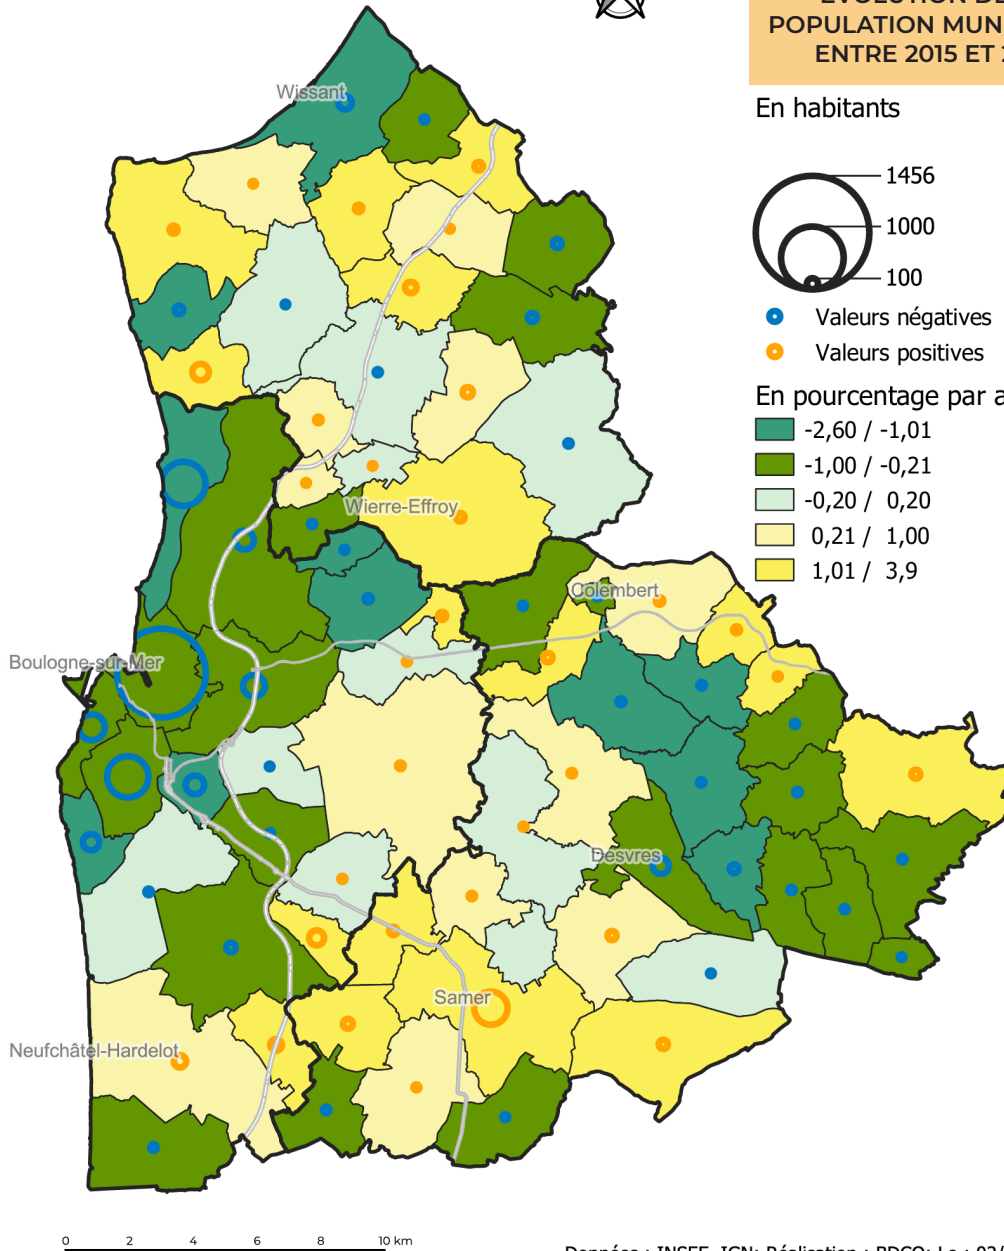 POPULATION MUN
ENTRE 2015 ET
En habitants
1456
1000
100
Valeurs négatives
Valeurs positives
En pourcentage par a
-2,60 / -1,01
-1,00 / -0,21
-0,20 / 0,20
0,21 / 1,00
1,01 / 3,9
Wissant
Wierre-Effroy
Colembert
Boulogne-sur-Mer
Desvres
Samer
Neufchâtel-Hardelot
0 2 4 6 8 10 km